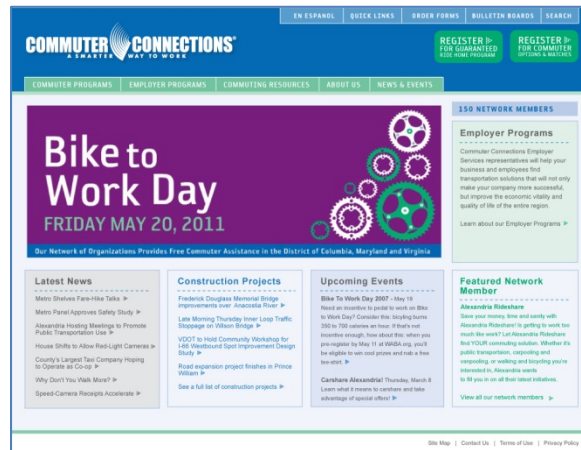 EN ESPANOL
QUICK LINKS
ORDER FORMS
BULLETIN BOARDS
SEARCH
COMMUTER CONNECTIONS®
A SMARTER WAY TO WORK
REGISTER
FOR GUARANTEED
RIDE HOME PROGRAM
REGISTER
FOR COMMUTER
OPTIONS & MATCHES
COMMUTER PROGRAMS
EMPLOYER PROGRAMS
COMMUTING RESOURCES
ABOUT US
NEWS & EVENTS
Bike to
Work Day
FRIDAY MAY 20, 2011
Our Network of Organizations Provides Free Commuter Assistance in the District of Columbia, Maryland and Virginia
150 NETWORK MEMBERS
Employer Programs
Commuter Connections Employer
Services representatives will help your
business and employees find
transportation solutions that will not only
make your company more successful,
but improve the economic vitality and
quality of life of the entire region.
Learn about our Employer Programs
Latest News
Metro Shelves Fare-Hike Talks
Metro Panel Approves Safety Study
Alexandria Hosting Meetings to Promote
Public Transportation Use
House Shifts to Allow Red-Light Cameras
County's Largest Taxi Company Hoping
to Operate as Co-op
Why Don't You Walk More?
Speed-Camera Receipts Accelerate
Construction Projects
Frederick Douglass Memorial Bridge
improvements over Anacostia River
Late Morning Thursday Inner Loop Traffic
Stoppage on Wilson Bridge
VDOT to Hold Community Workshop for
I-66 Westbound Spot Improvement Design
Study
Road expansion project finishes in Prince
William
See a full list of construction projects
Upcoming Events
Bike To Work Day 2007 - May 18
Need an incentive to pedal to work on Bike
to Work Day? Consider this: bicycling burns
350 to 700 calories an hour. If that's not
incentive enough, how about this: when you
pre-register by May 11 at WABA.org, you'll
be eligible to win cool prizes and nab a free
tee-shirt.
Carshare Alexandria! Thursday, March 8
Learn what it means to carshare and take
advantage of special offers!
Featured Network
Member
Alexandria Rideshare
Save your money, time and sanity with
Alexandria Rideshare! Is getting to work too
much like work? Let Alexandria Rideshare
find YOUR commuting solution. Whether it's
public transportation, carpooling and
vanpooling, or walking and bicycling you're
interested in, Alexandria wants
to fill you in on all their latest initiatives.
View all our network members
Site Map | Contact Us | Terms of Use | Privacy Policy